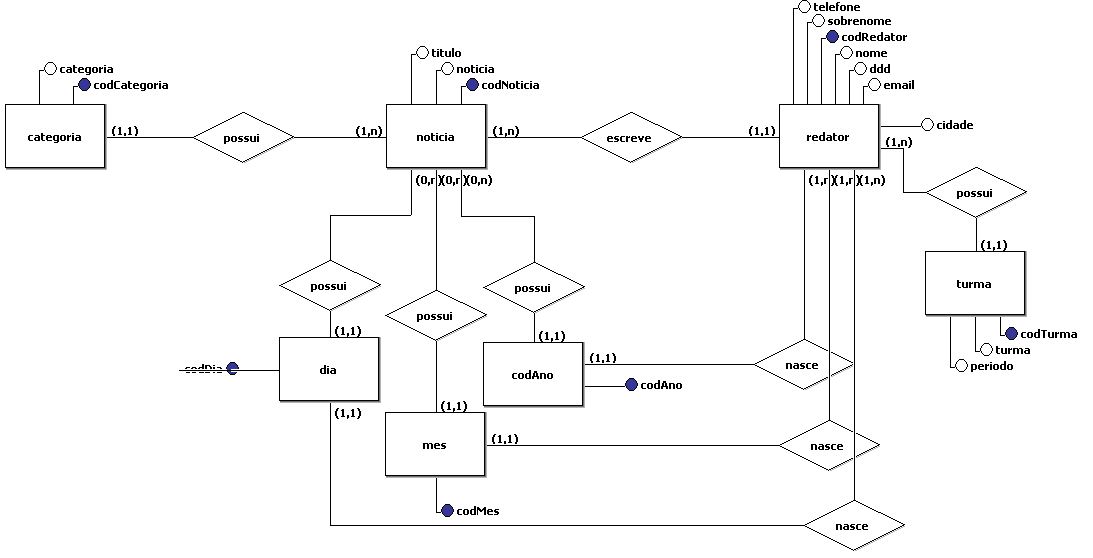 telefone
sobrenome
codRedator
nome
ddd
email
titulo
noticia
codNoticia
categoria
codCategoria
cidade
categoria
(1,1)
possui
(1,n)
noticia
(1,n)
escreve
(1,1)
redator
(1,n)
(0,r)(0,r)(0,n)
(1,r)(1,r)(1,n)
possui
(1,1)
turma
codTurma
turma
periodo
possui
possui
possui
(1,1)
(1,1)
codDia
dia
codAno
(1,1)
nasce
codAno
(1,1)
(1,1)
mes
(1,1)
nasce
codMes
nasce